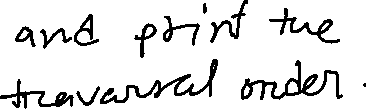 and print the
traversal order.